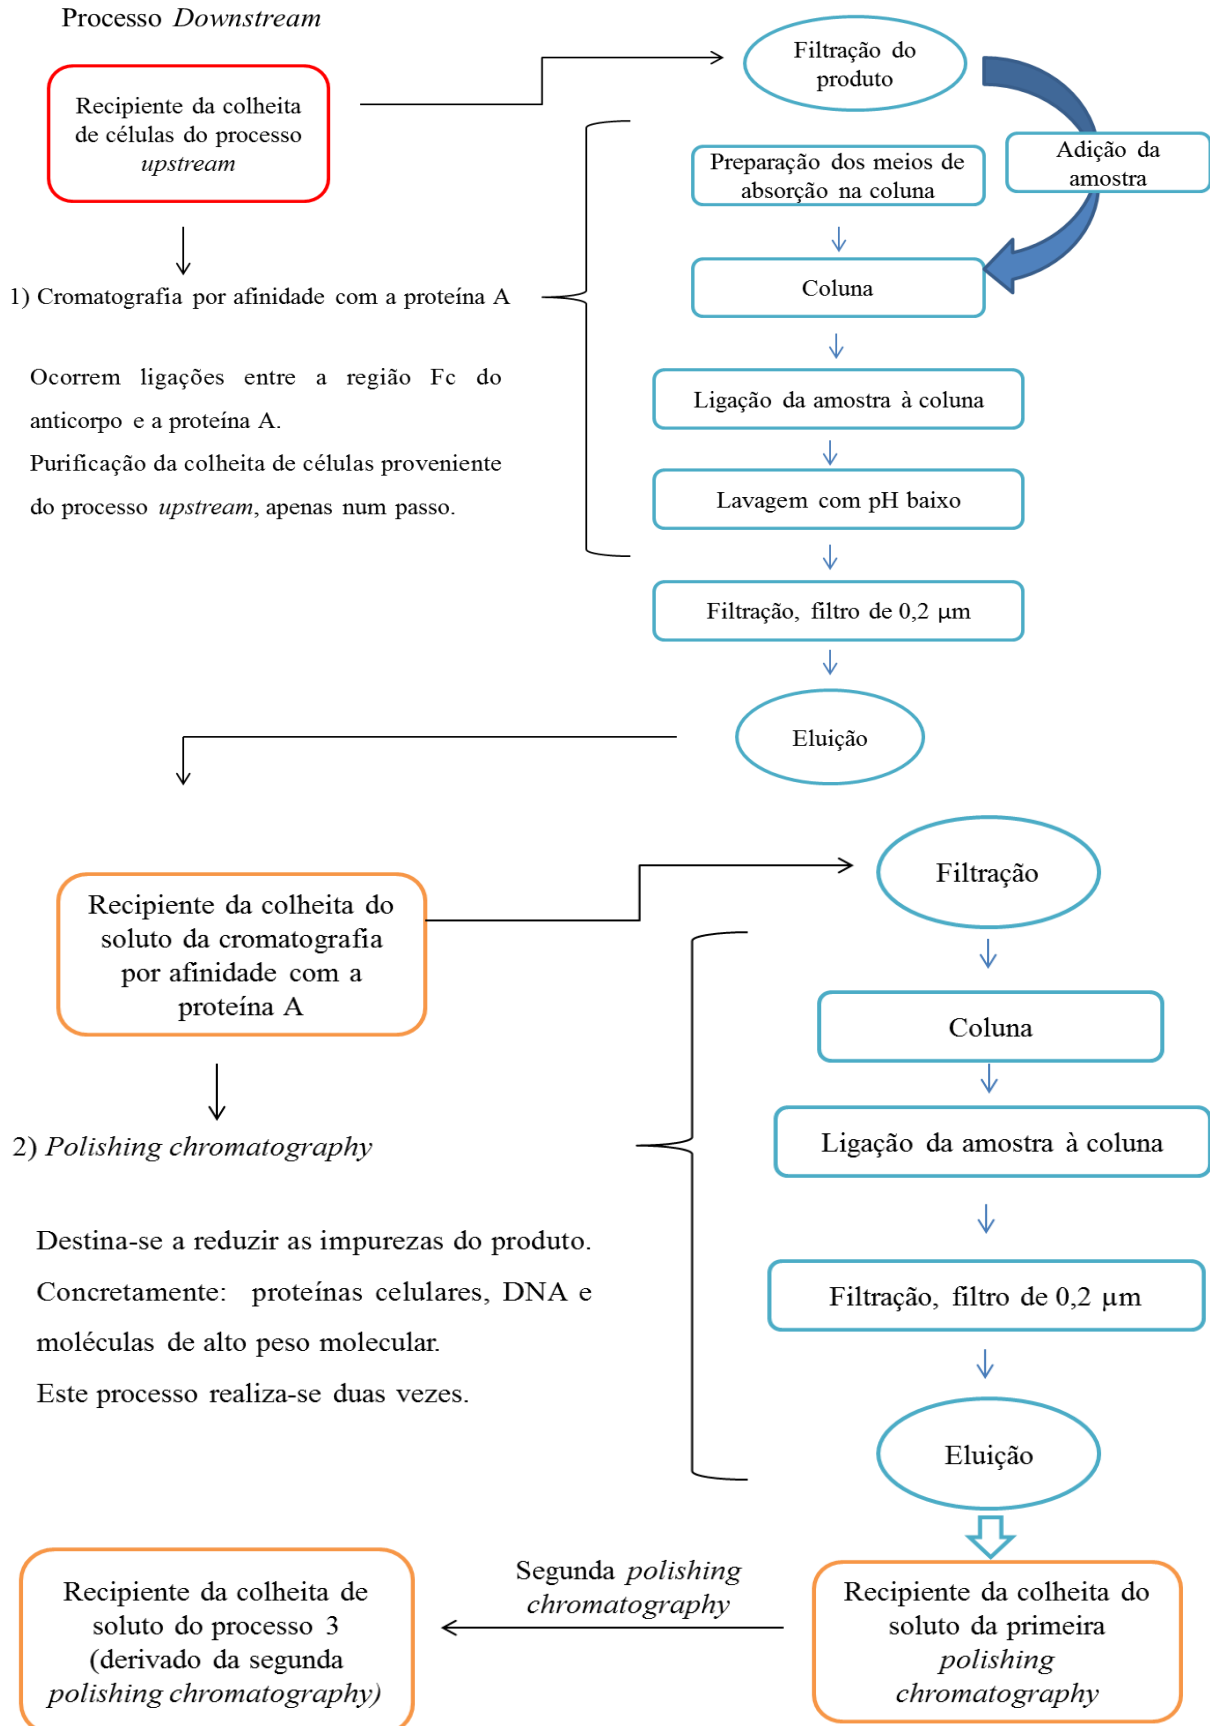 Processo Downstream
Recipiente da colheita
de células do processo
upstream
Filtração do
produto
Adição da
amostra
Preparação dos meios de
absorção na coluna
Coluna
1) Cromatografia por afinidade com a proteína A
Ocorrem ligações entre a região Fc do
anticorpo e a proteína A.
Purificação da colheita de células proveniente
do processo upstream, apenas num passo.
Ligação da amostra à coluna
Lavagem com pH baixo
Filtração, filtro de 0,2 µm
Eluição
Recipiente da colheita do
soluto da cromatografia
por afinidade com a
proteína A
Filtração
Coluna
Ligação da amostra à coluna
2) Polishing chromatography
Destina-se a reduzir as impurezas do produto.
Concretamente: proteínas celulares, DNA e
moléculas de alto peso molecular.
Este processo realiza-se duas vezes.
Filtração, filtro de 0,2 µm
Eluição
Recipiente da colheita do
soluto da primeira
polishing
chromatography
Segunda polishing
chromatography
Recipiente da colheita de
soluto do processo 3
(derivado da segunda
polishing chromatography)